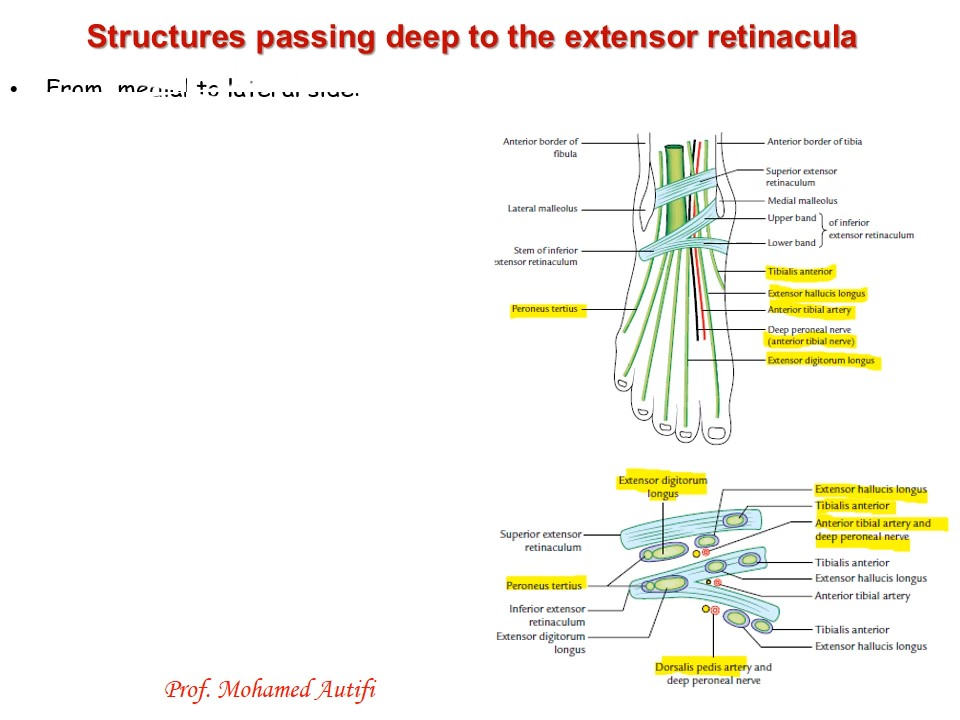 Structures passing deep to the extensor retinacula
• From medial to lateral side:
Anterior border of
fibula
Anterior border of tibia
Superior extensor
retinaculum
Medial malleolus
Lateral malleolus
Upper band
of inferior
extensor retinaculum
Lower band
Stem of inferior
extensor retinaculum
Tibialis anterior
Extensor hallucis longus
Peroneus tertius
Anterior tibial artery
Deep peroneal nerve
(anterior tibial nerve)
Extensor digitorum longus
Extensor digitorum
longus
Extensor hallucis longus
Tibialis anterior
Anterior tibial artery and
deep peroneal nerve
Superior extensor
retinaculum
Tibialis anterior
Extensor hallucis longus
Peroneus tertius
Anterior tibial artery
Inferior extensor
retinaculum
Extensor digitorum
longus
Tibialis anterior
Extensor hallucis longus
Dorsalis pedis artery and
deep peroneal nerve
Prof. Mohamed Autifi